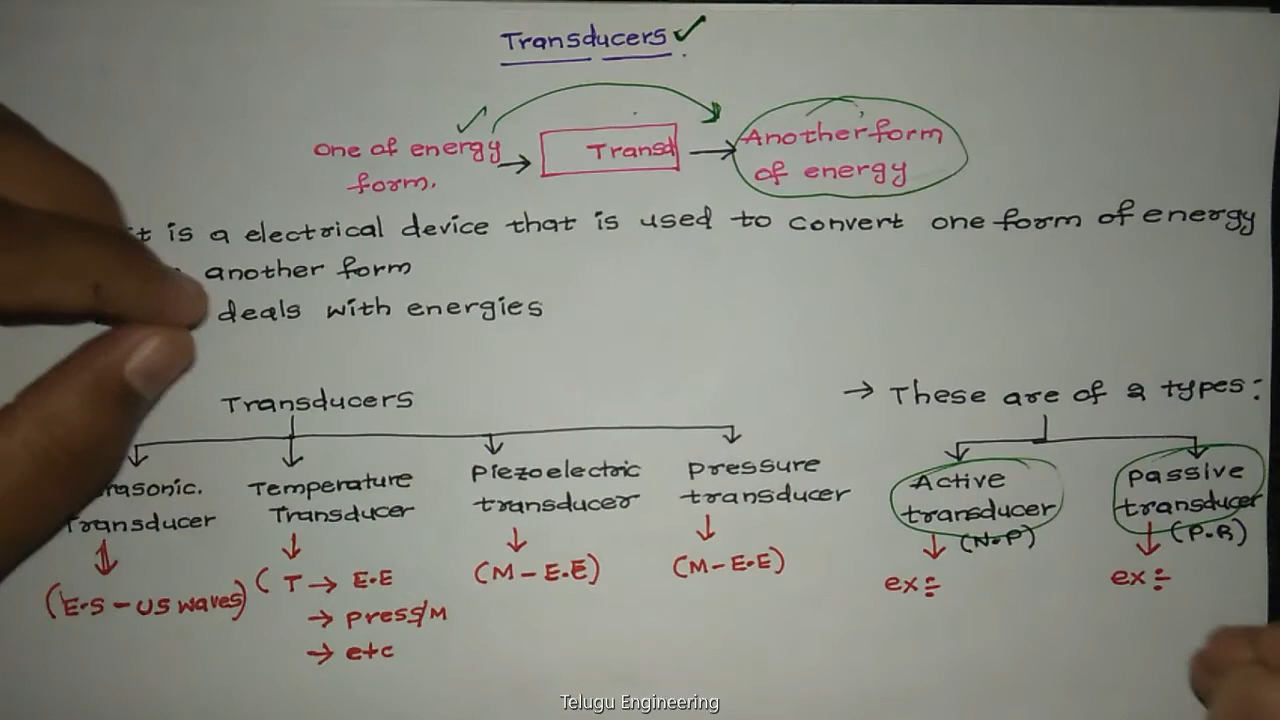 Transducers
one of energy form.
Transd
Another form of energy
is a electrical device that is used to convert one form of energy
another form
deals with energies
Transducers
→ These are of 2 types:
Transducer
Temperature Transducer
Piezoelectric transducer
pressure transducer
Active transducer
(N.P)
passive transducer
(P.R)
(E.S - US waves)
( T → E.E
→ press/M
→ etc
(M - E.E)
(M - E.E)
ex:
ex:
Telugu Engineering